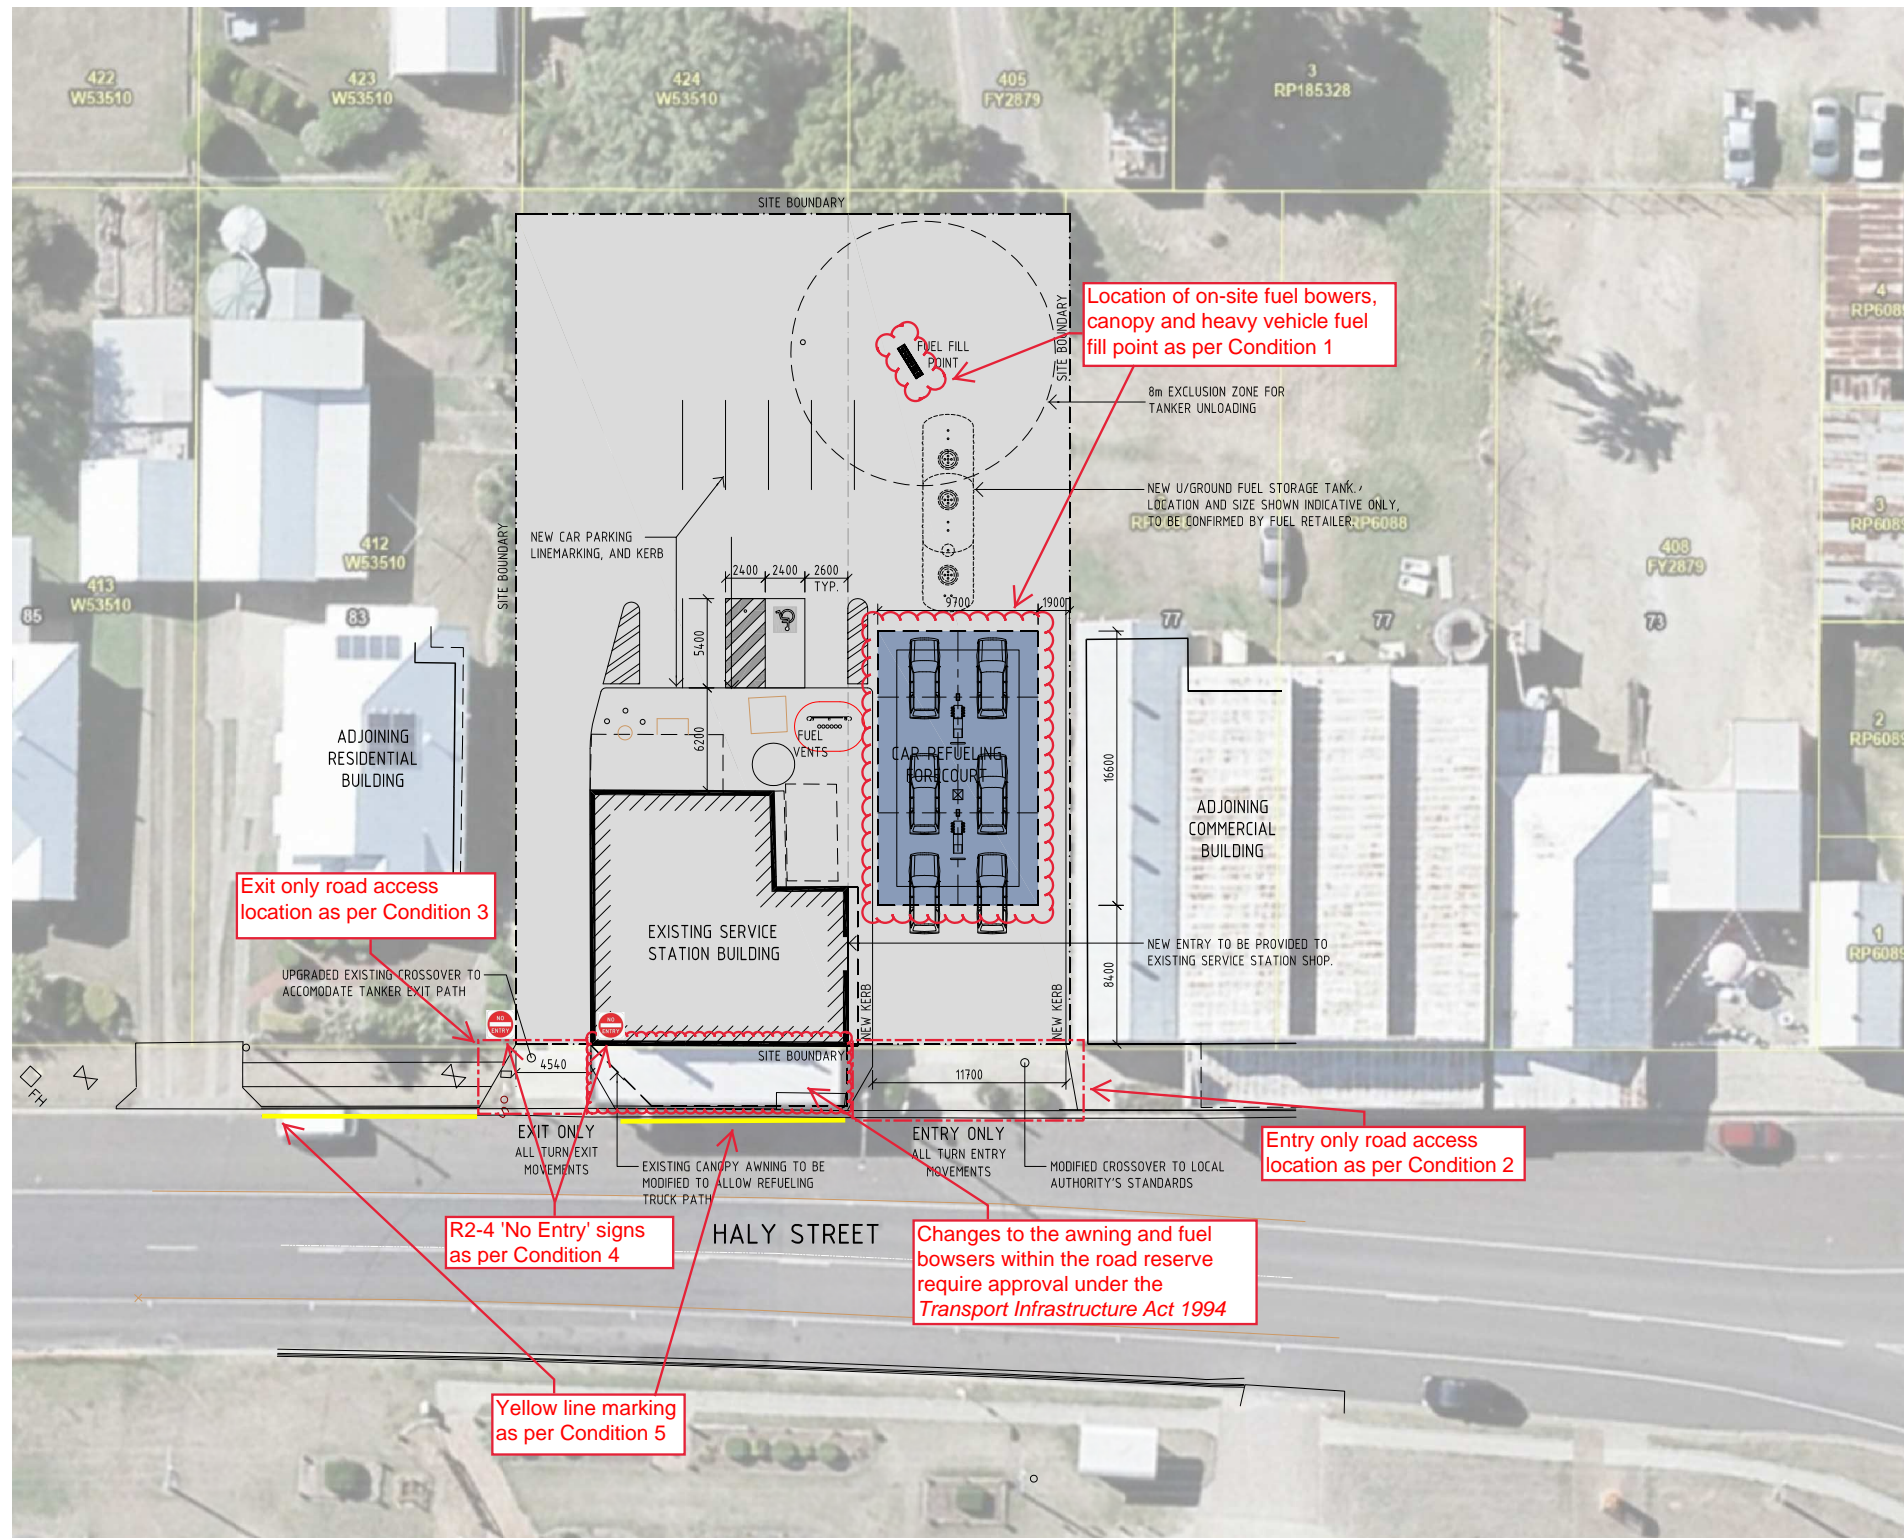 422
W53510
423
W53510
424
W53510
405
FY2879
3
RP185328
SITE BOUNDARY
Location of on-site fuel bowers,
canopy and heavy vehicle fuel
fill point as per Condition 1
4
FUEL FILL
POINT
SITE BOUNDARY
8m EXCLUSION ZONE FOR
TANKER UNLOADING
NEW U/GROUND FUEL STORAGE TANK.
LOCATION AND SIZE SHOWN INDICATIVE ONLY,
TO BE CONFIRMED BY FUEL RETAILER.
RP6088
3
NEW CAR PARKING
LINEMARKING, AND KERB
SITE BOUNDARY
412
W53510
413
W53510
408
FY2879
2400
2400
2600
TYP.
9700
1900
85
83
77
77
73
5400
6200
FUEL
VENTS
CAR REFUELING
FORECOURT
16600
2
ADJOINING
RESIDENTIAL
BUILDING
ADJOINING
COMMERCIAL
BUILDING
Exit only road access
location as per Condition 3
EXISTING SERVICE
STATION BUILDING
NEW ENTRY TO BE PROVIDED TO
EXISTING SERVICE STATION SHOP.
1
UPGRADED EXISTING CROSSOVER TO
ACCOMODATE TANKER EXIT PATH
8400
NEW KERB
NEW KERB
NO
ENTRY
NO
ENTRY
SITE BOUNDARY
4540
11700
FH
S
EXIT ONLY
ALL TURN EXIT
MOVEMENTS
ENTRY ONLY
ALL TURN ENTRY
MOVEMENTS
Entry only road access
location as per Condition 2
EXISTING CANOPY AWNING TO BE
MODIFIED TO ALLOW REFUELING
TRUCK PATH
MODIFIED CROSSOVER TO LOCAL
AUTHORITY'S STANDARDS
R2-4 'No Entry' signs
as per Condition 4
HALY STREET
Changes to the awning and fuel
bowsers within the road reserve
require approval under the
Transport Infrastructure Act 1994
Yellow line marking
as per Condition 5